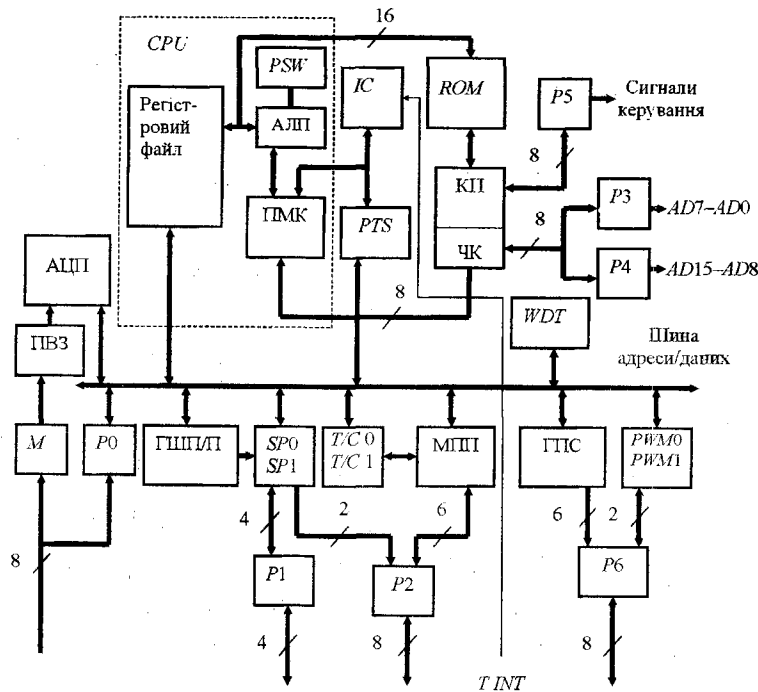 16
CPU
PSW
IC
ROM
P5
Сигнали
керування
Регіст-
ровий
файл
АЛП
8
КП
P3
AD7–AD0
ПМК
PTS
8
ЧК
P4
AD15–AD8
АЦП
8
WDT
ПВЗ
Шина
адреси/даних
M
P0
ГШП/П
SP0
SP1
T/C 0
T/C 1
МПП
ГПС
PWM0
PWM1
4
2
6
6
2
8
P1
P2
P6
4
8
8
T INT